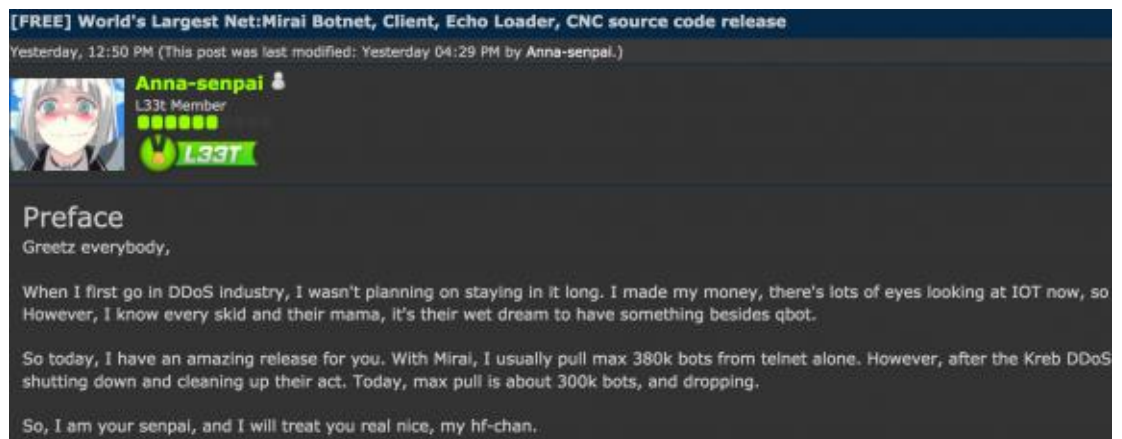 [FREE] World's Largest Net:Mirai Botnet, Client, Echo Loader, CNC source code release
Yesterday, 12:50 PM (This post was last modified: Yesterday 04:29 PM by Anna-senpai.)
Anna-senpai
L33t Member
L33T
Preface
Greetz everybody,
When I first go in DDoS industry, I wasn't planning on staying in it long. I made my money, there's lots of eyes looking at IOT now, so
However, I know every skid and their mama, it's their wet dream to have something besides qbot.
So today, I have an amazing release for you. With Mirai, I usually pull max 380k bots from telnet alone. However, after the Kreb DDoS
shutting down and cleaning up their act. Today, max pull is about 300k bots, and dropping.
So, I am your senpai, and I will treat you real nice, my hf-chan.